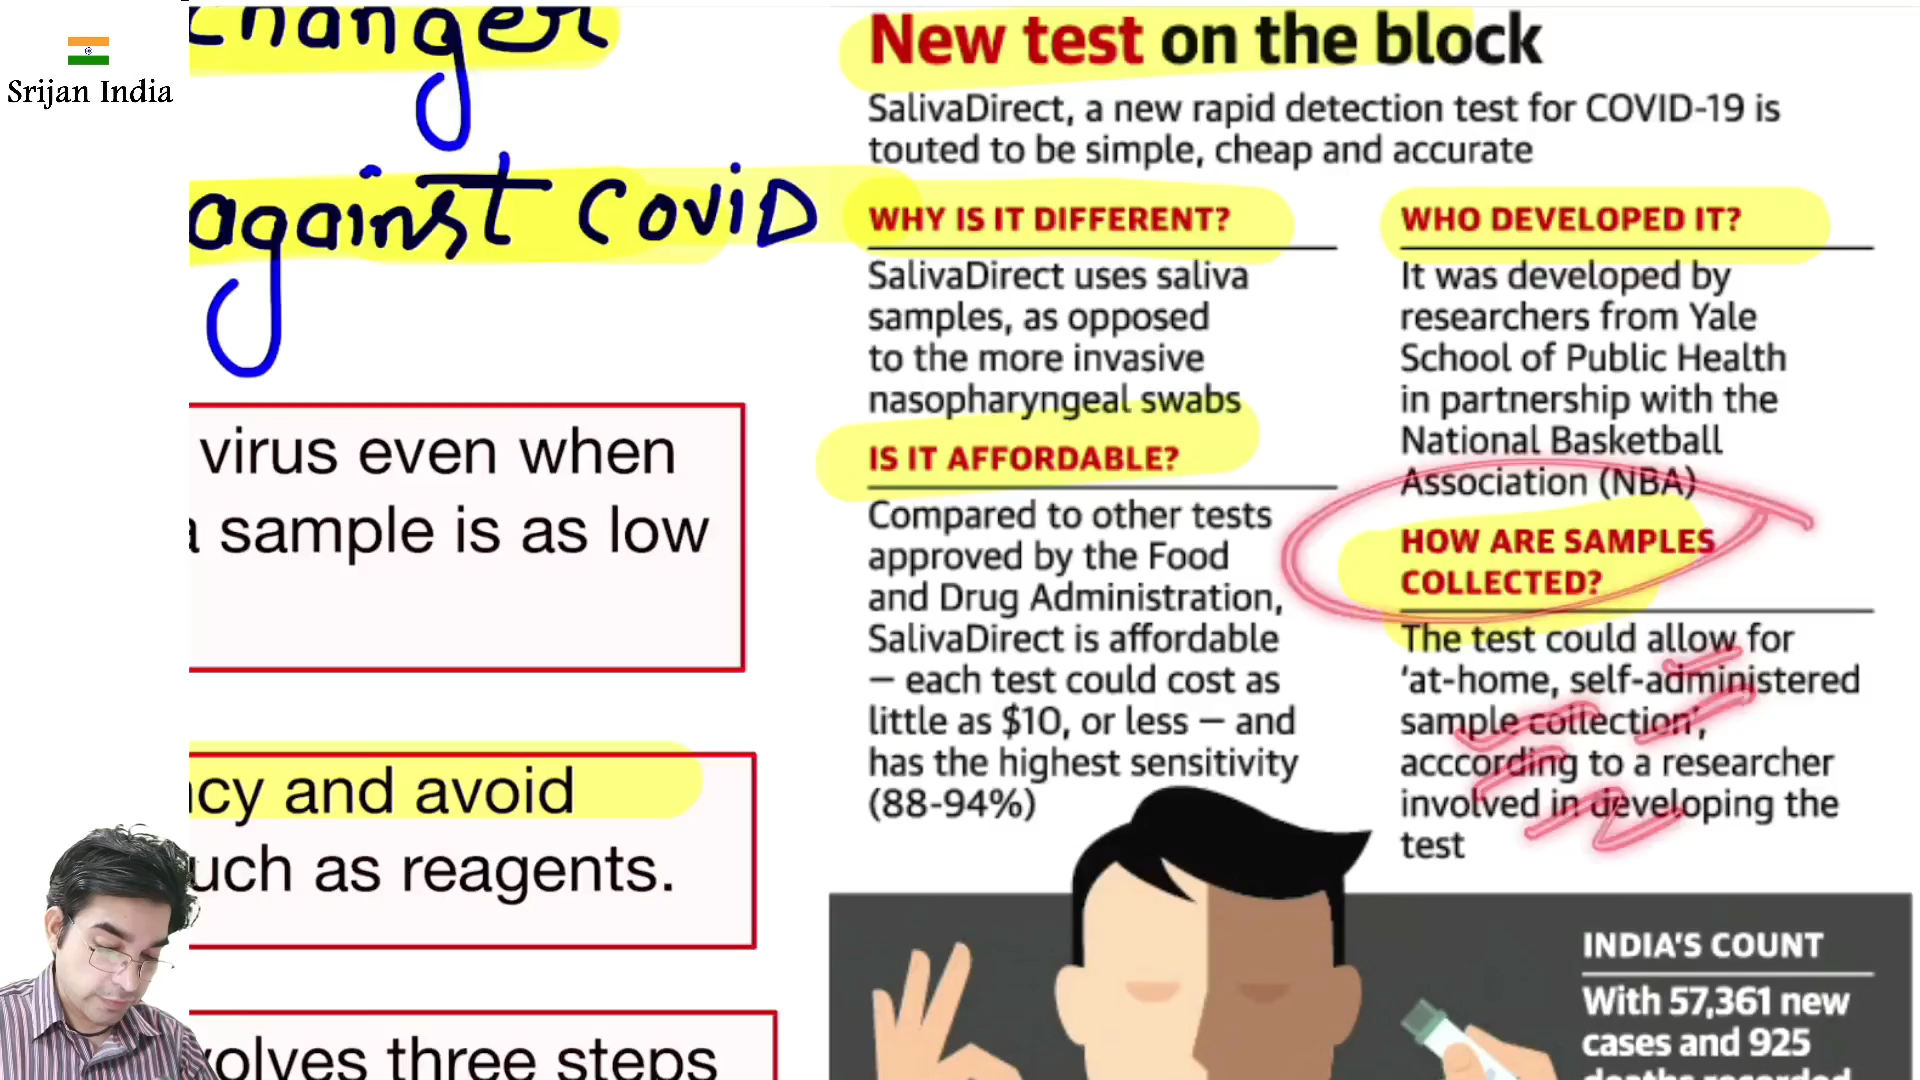 Srijan India
changer
against COVID
virus even when
a sample is as low
and avoid
such as reagents.
three steps
New test on the block
SalivaDirect, a new rapid detection test for COVID-19 is
touted to be simple, cheap and accurate
WHY IS IT DIFFERENT?
SalivaDirect uses saliva
samples, as opposed
to the more invasive
nasopharyngeal swabs
IS IT AFFORDABLE?
Compared to other tests
approved by the Food
and Drug Administration,
SalivaDirect is affordable
— each test could cost as
little as $10, or less — and
has the highest sensitivity
(88-94%)
WHO DEVELOPED IT?
It was developed by
researchers from Yale
School of Public Health
in partnership with the
National Basketball
Association (NBA)
HOW ARE SAMPLES
COLLECTED?
The test could allow for
‘at-home, self-administered
sample collection’,
acccording to a researcher
involved in developing the
test
INDIA’S COUNT
With 57,361 new
cases and 925
deaths recorded